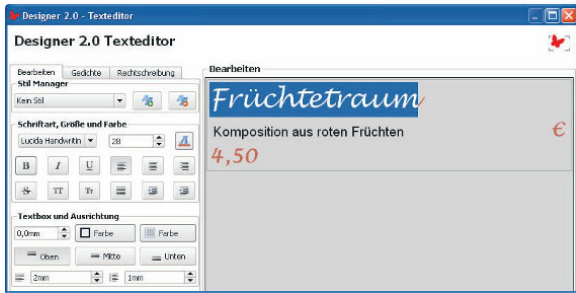 Designer 2.0 - Texteditor
Designer 2.0 Texteditor
Bearbeiten Gedichte Rechtschreibung
Stil Manager
Kein Stil
Schriftart, Größe und Farbe
Lucida Handwritin 28
B I U
S TT Tr
Textbox und Ausrichtung
0,0mm Farbe Farbe
Oben Mitte Unten
2mm 1mm
Bearbeiten
Früchtetraum
Komposition aus roten Früchten €
4,50